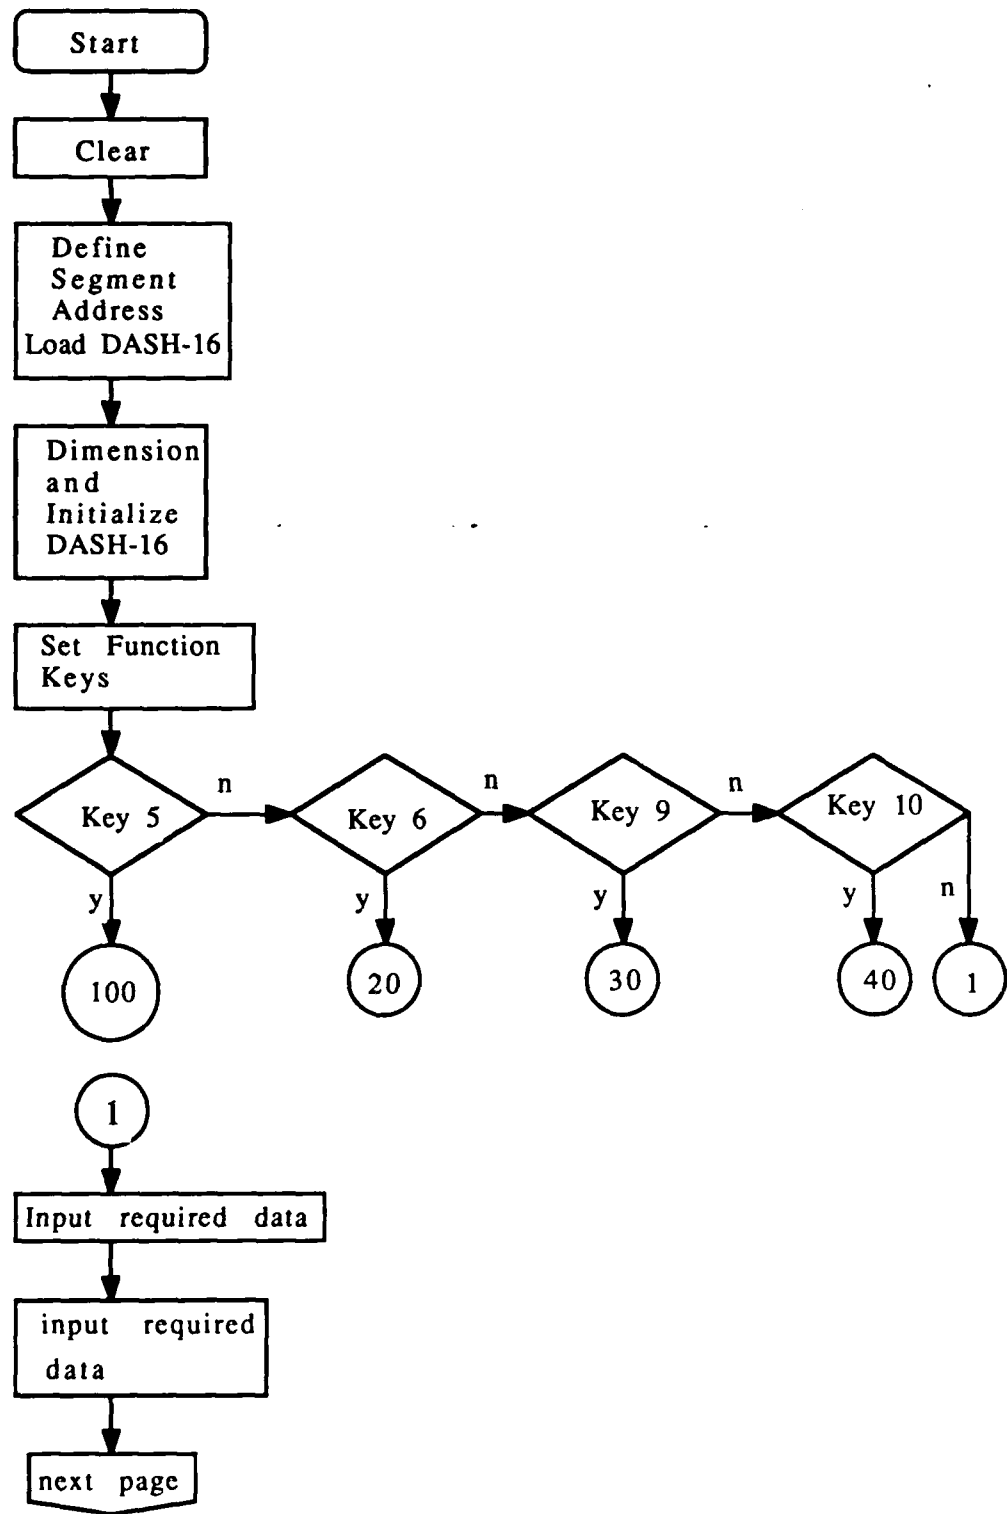 Start
Clear
Define
Segment
Address
Load DASH-16
Dimension
and
Initialize
DASH-16
Set Function
Keys
Key 5
n
Key 6
n
Key 9
n
Key 10
y
y
y
y
n
100
20
30
40
1
1
Input required data
input required
data
next page